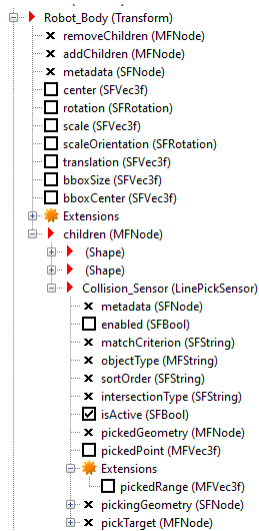 Robot_Body (Transform)
removeChildren (MFNode)
addChildren (MFNode)
metadata (SFNode)
center (SFVec3f)
rotation (SFRotation)
scale (SFVec3f)
scaleOrientation (SFRotation)
translation (SFVec3f)
bboxSize (SFVec3f)
bboxCenter (SFVec3f)
Extensions
children (MFNode)
(Shape)
(Shape)
Collision_Sensor (LinePickSensor)
metadata (SFNode)
enabled (SFBool)
matchCriterion (SFString)
objectType (MFString)
sortOrder (SFString)
intersectionType (SFString)
isActive (SFBool)
pickedGeometry (MFNode)
pickedPoint (MFVec3f)
Extensions
pickedRange (MFVec3f)
pickingGeometry (SFNode)
pickTarget (MFNode)